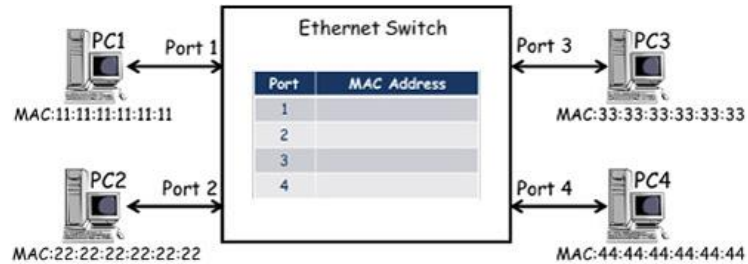 Ethernet Switch
PC1
Port 1
MAC:11:11:11:11:11:11
PC2
Port 2
MAC:22:22:22:22:22:22
Port MAC Address
1
2
3
4
Port 3
PC3
MAC:33:33:33:33:33:33
Port 4
PC4
MAC:44:44:44:44:44:44